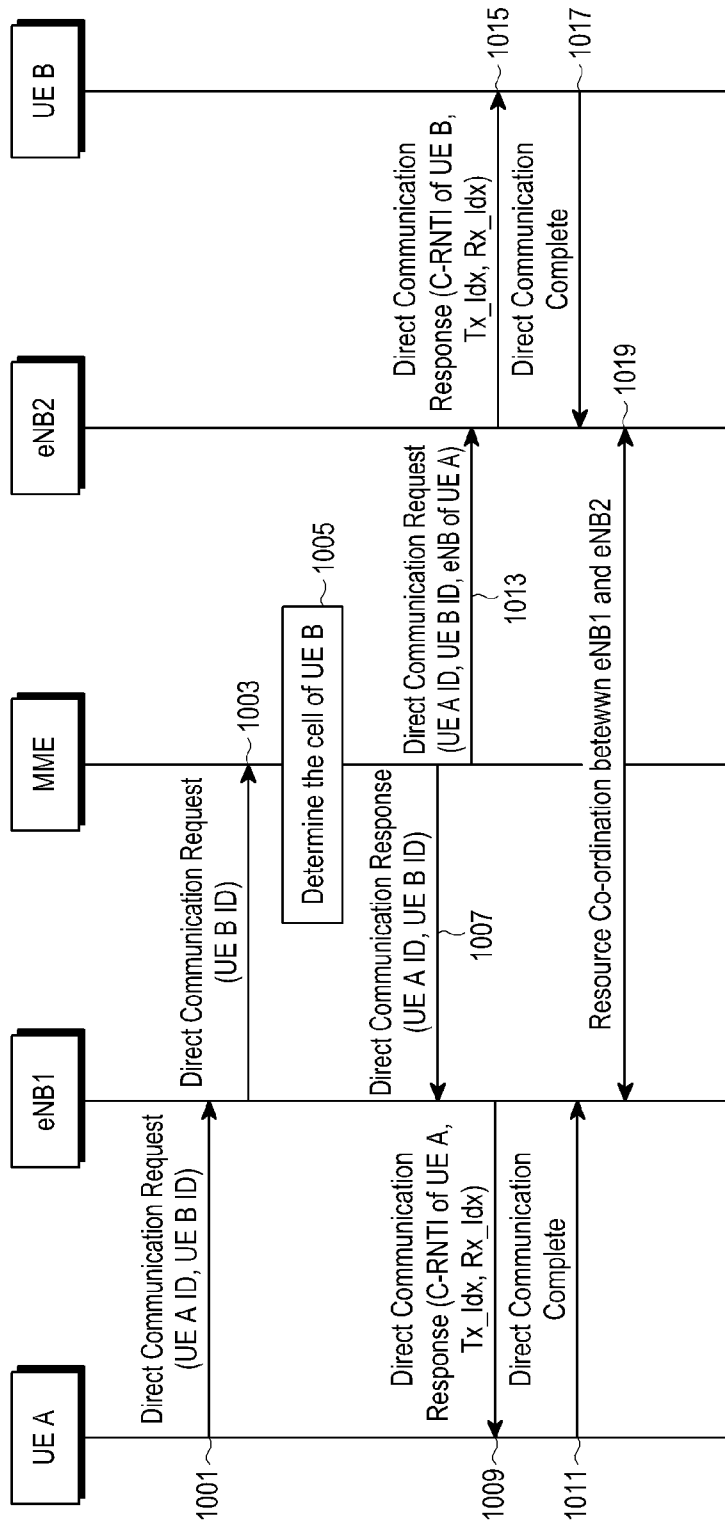 UE A
eNB1
MME
eNB2
UE B
Direct Communication Request
(UE A ID, UE B ID)
1001
Direct Communication Request
(UE B ID)
1003
Determine the cell of UE B
1005
Direct Communication Response
(UE A ID, UE B ID)
1007
Direct Communication Request
(UE A ID, UE B ID, eNB of UE A)
1013
Direct Communication
Response (C-RNTI of UE A,
Tx_Idx, Rx_Idx)
1009
Direct Communication
Response (C-RNTI of UE B,
Tx_Idx, Rx_Idx)
1015
Direct Communication
Complete
1011
Direct Communication
Complete
1017
Resource Co-ordination betewwn eNB1 and eNB2
1019